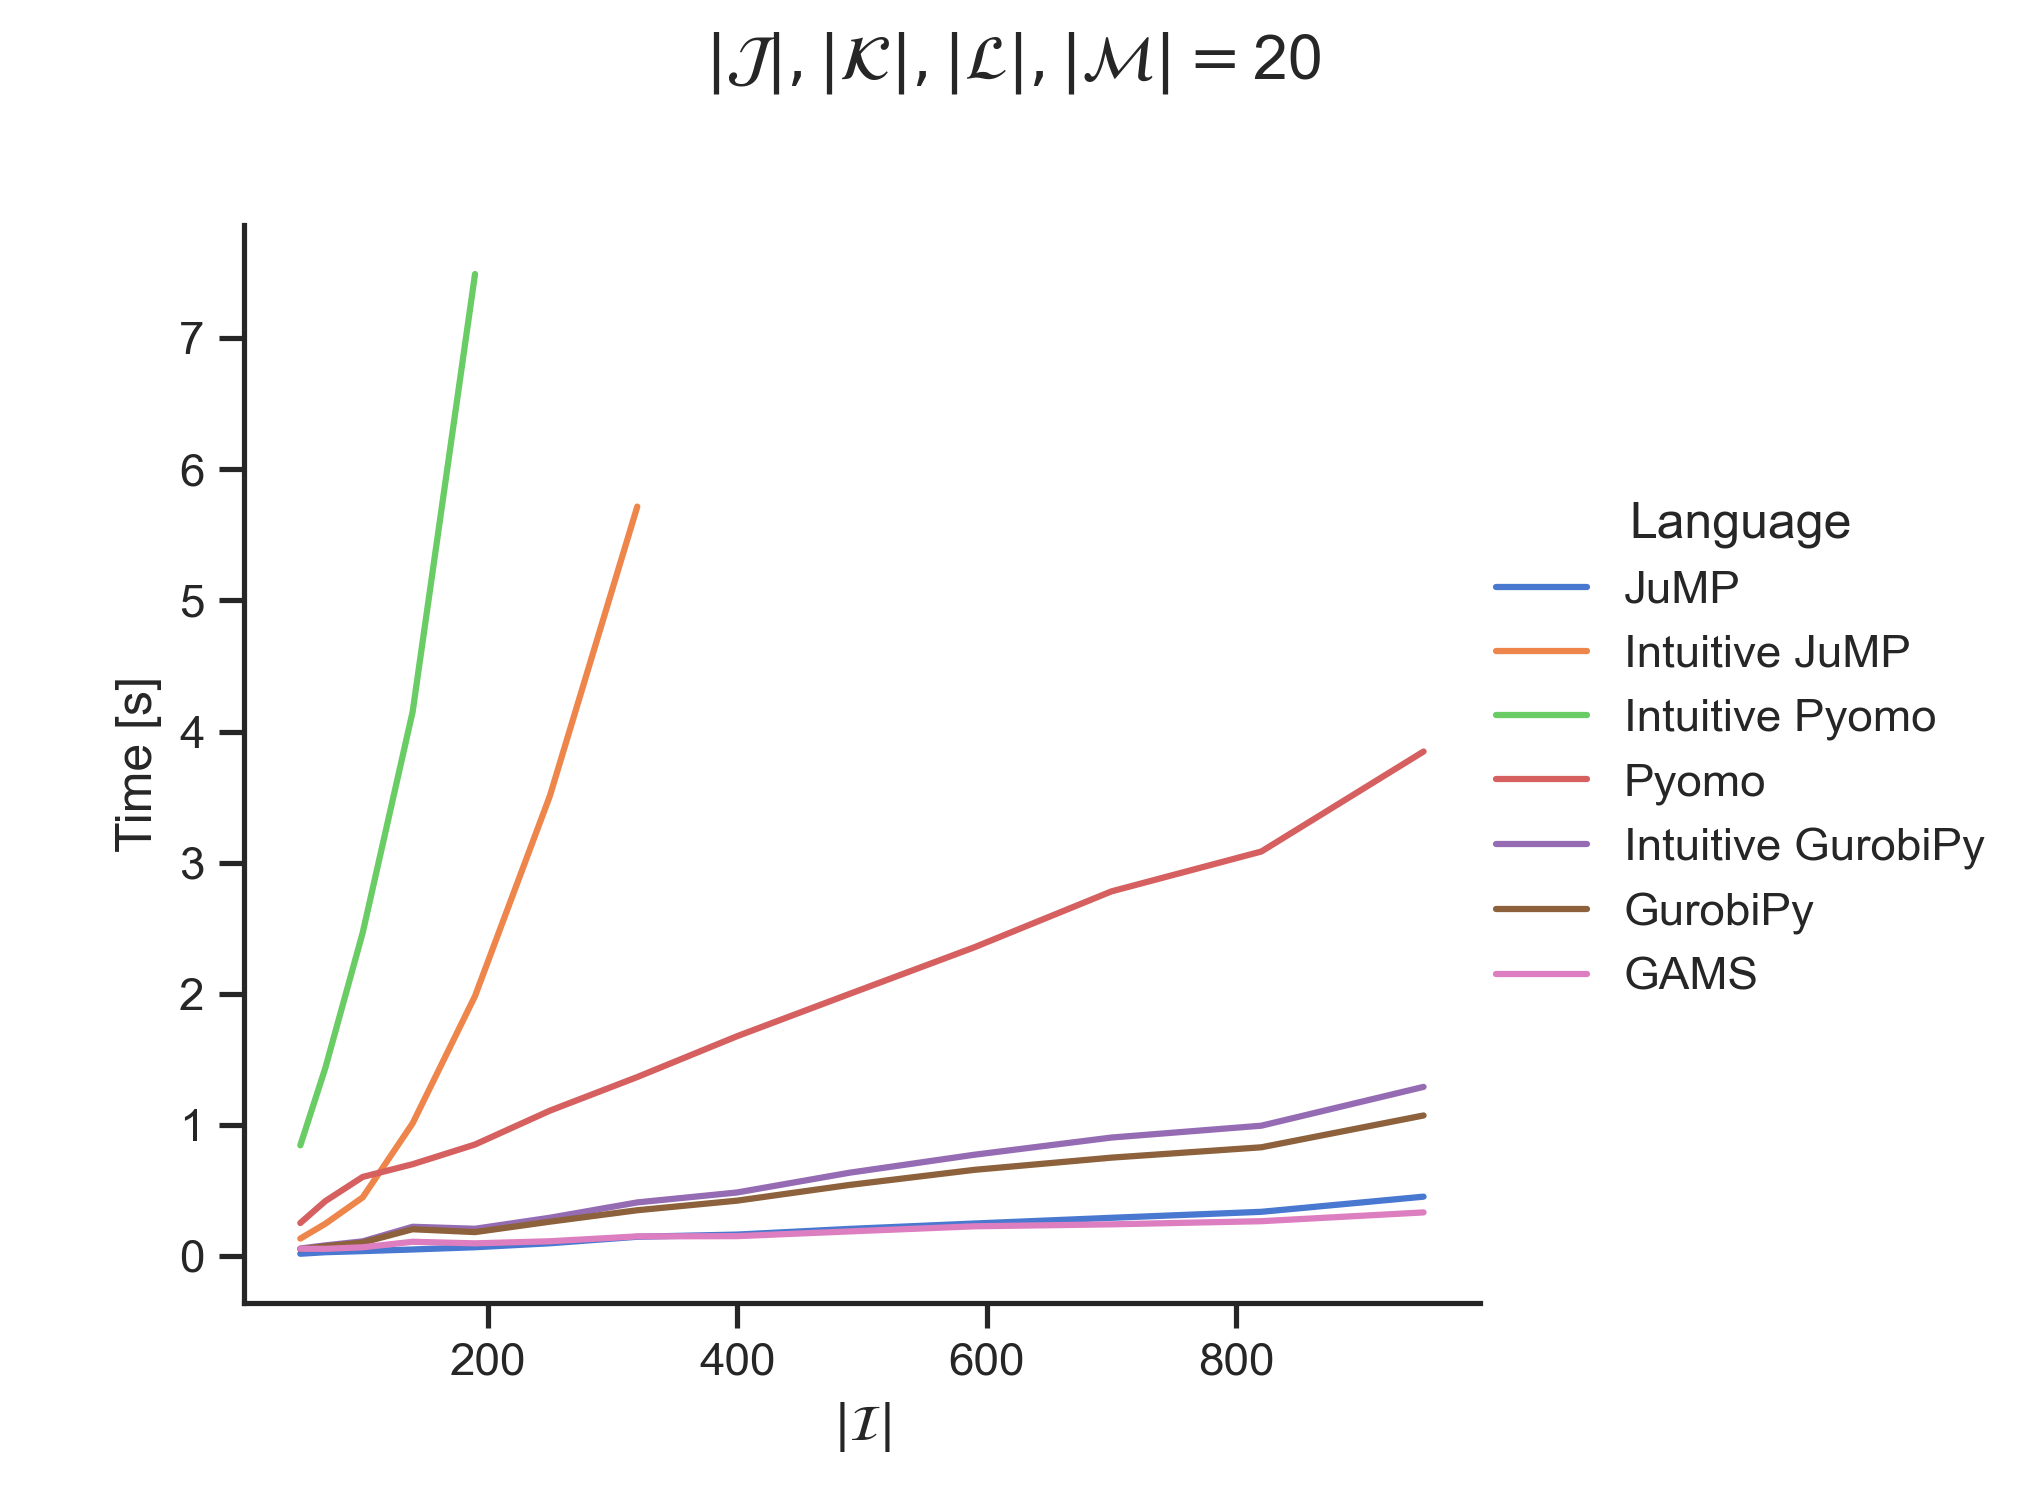 |𝒥|, |𝒦|, |ℒ|, |ℳ| = 20
Time [s]
7
6
5
4
3
2
1
0
200 400 600 800
|ℐ|
Language
JuMP
Intuitive JuMP
Intuitive Pyomo
Pyomo
Intuitive GurobiPy
GurobiPy
GAMS